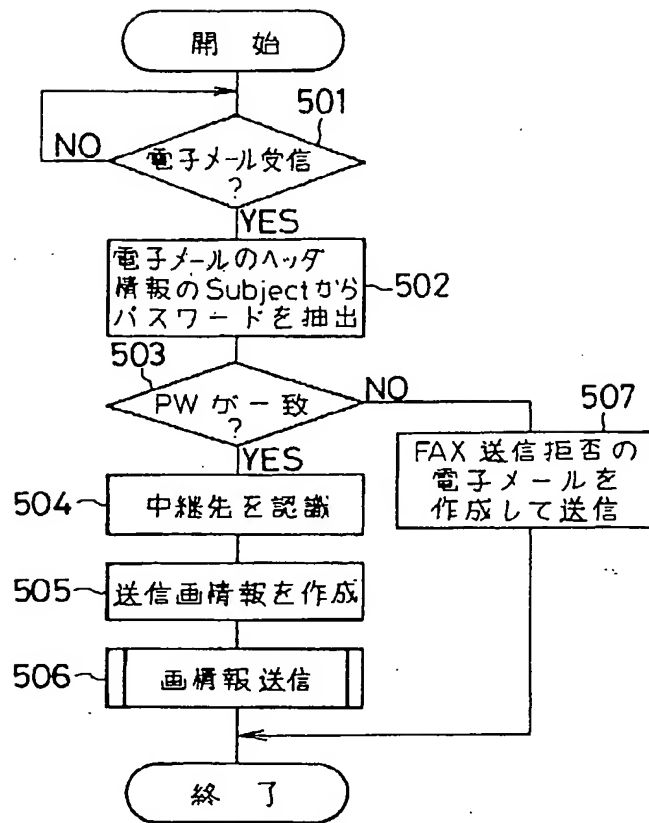 開始
501
NO
電子メール受信
?
YES
電子メールのヘッダ
情報のSubjectから
パスワードを抽出
502
503
PWが一致
?
NO
YES
507
FAX送信拒否の
電子メールを
作成して送信
504
中継先を認識
505
送信画情報を作成
506
画情報送信
終了